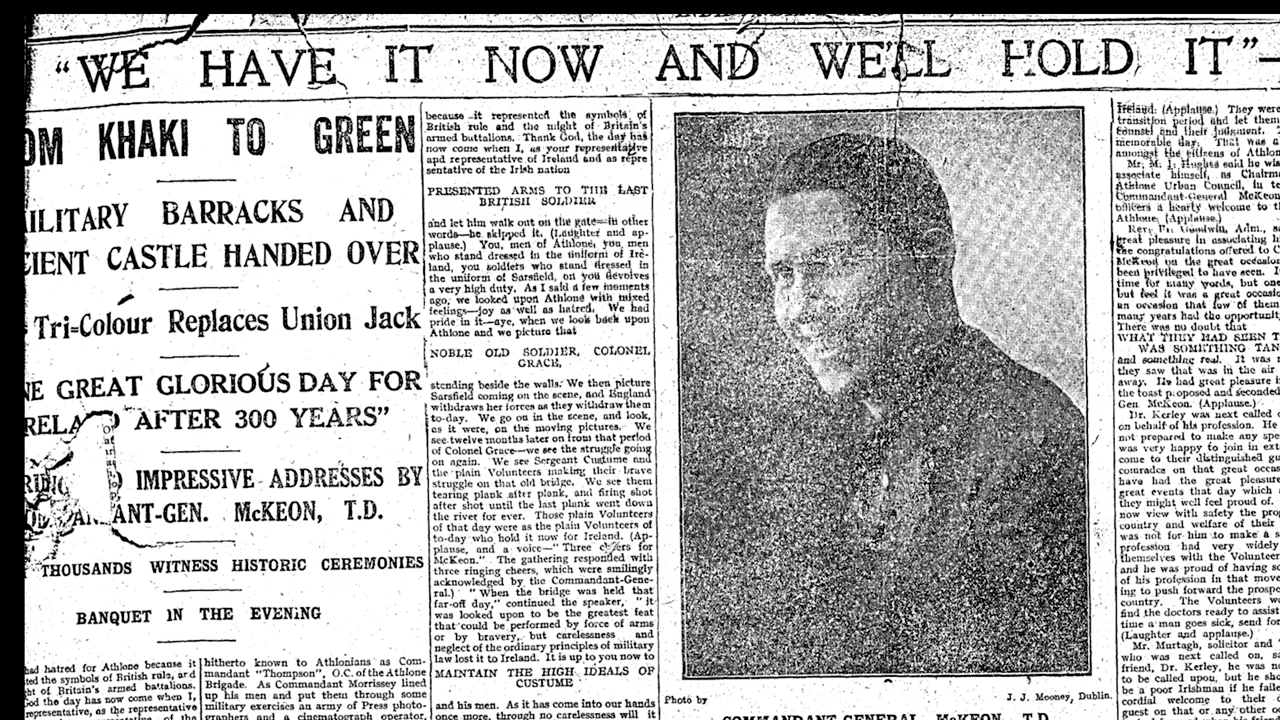 "WE HAVE IT NOW AND WE'LL HOLD IT"—
OM KHAKI TO GREEN
MILITARY BARRACKS AND
CIENT CASTLE HANDED OVER
Tri-Colour Replaces Union Jack
NE GREAT GLORIOUS DAY FOR
RELAND AFTER 300 YEARS"
IMPRESSIVE ADDRESSES BY
ANT-GEN. McKEON, T.D.
THOUSANDS WITNESS HISTORIC CEREMONIES
BANQUET IN THE EVENING
had hatred for Athlone because it
ted the symbols of British rule, and
ht of Britain's armed battalions.
God the day has now come when I,
representative, as the representative
hitherto known to Athlonians as Com-
mandant "Thompson", O.C. of the Athlone
Brigade. As Commandant Morrissey lined
up his men and put them through some
military exercises an army of Press photo-
graphers and a cinematograph operator,
because it represented the symbols of
British rule and the might of Britain's
armed battalions. Thank God, the day has
now come when I, as your representative
and representative of Ireland and as repre
sentative of the Irish nation
PRESENTED ARMS TO THE LAST
BRITISH SOLDIER
and let him walk out on the gate—in other
words—he skipped it. (Laughter and ap-
plause.) You, men of Athlone, you men
who stand dressed in the uniform of Ire-
land, you soldiers who stand dressed in
the uniform of Sarsfield, on you devolves
a very high duty. As I said a few moments
ago, we looked upon Athlone with mixed
feelings—joy as well as hatred. We had
pride in it—aye, when we look back upon
Athlone and we picture that
NOBLE OLD SOLDIER, COLONEL
GRACE,
stending beside the walls. We then picture
Sarsfield coming on the scene, and England
withdraws her forces as they withdraw them
to-day. We go on in the scene, and look,
as it were, on the moving pictures. We
see twelve months later on from that period
of Colonel Grace—we see the struggle going
on again. We see Sergeant Custume and
the plain Volunteers making their brave
struggle on that old bridge. We see them
tearing plank after plank, and firing shot
after shot until the last plank went down
the river for ever. Those plain Volunteers
of that day were as the plain Volunteers of
to-day who hold it now for Ireland. (Ap-
plause, and a voice—"Three cheers for
McKeon." The gathering responded with
three ringing cheers, which were smilingly
acknowledged by the Commandant-Gene-
ral.) "When the bridge was held that
far-off day," continued the speaker, "it
was looked upon to be the greatest feat
that could be performed by force of arms
or by bravery, but carelessness and
neglect of the ordinary principles of military
law lost it to Ireland. It is up to you now to
MAINTAIN THE HIGH IDEALS OF
CUSTUME
and his men. As it has come into our hands
once more, through no carelessness will it
Photo by J. J. Mooney, Dublin.
COMMANDANT-GENERAL McKEON, T.D.
Ireland. (Applause.) They were
transition period and let them
counsel and their judgment.
memorable day. That was a
amongst the citizens of Athlon
Mr. M. J. Hughes said he wis
associate himself, as Chairma
Athlone Urban Council, in te
Commandant-General McKeon
officers a hearty welcome to t
Athlone. (Applause.)
Rev. Fr. Goodwin, Adm., s
great pleasure in associating h
the congratulations offered to C
McKeon on the great occasion
been privileged to have seen. I
time for many words, but one
but feel it was a great occasio
an occasion that few of them
many years had the opportunit
There was no doubt that
WHAT THEY HAD SEEN T
WAS SOMETHING TAN
and something real. It was n
they saw that was in the air
away. He had great pleasure i
the toast proposed and seconded
Gen. McKeon. (Applause.)
Dr. Kerley was next called
on behalf of his profession. He
not prepared to make any spe
was very happy to join in ext
come to their distinguished gu
comrades on that great occas
have had the great pleasure
great events that day which
they might well feel proud of.
now view with safety the prop
country and welfare of their
was not for him to make a s
profession had very widely
themselves with the Volunteer
and he was proud of having so
of his profession in that move
ing to push forward the prospe
country. The Volunteers w
find the doctors ready to assist
time a man goes sick, send for
(Laughter and applause.)
Mr. Murtagh, solicitor and
who was next called on, sa
friend, Dr. Kerley, he was n
to be called upon, but he sho
be a poor Irishman if he faile
cordial welcome to their
guest on that or any other oc